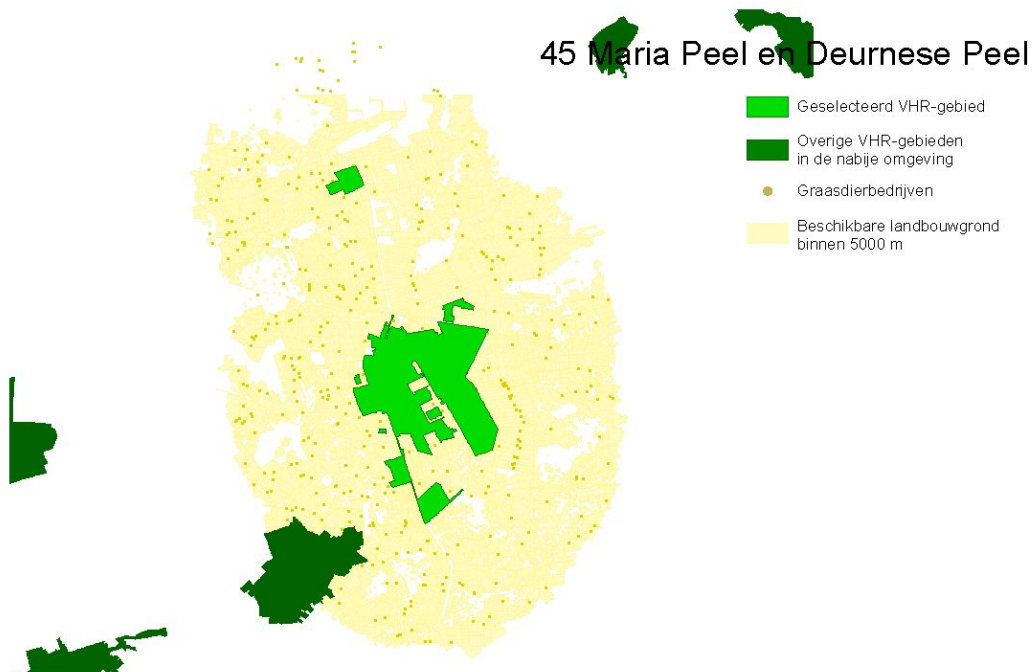 45 Maria Peel en Deurnese Peel
Geselecteerd VHR-gebied
Overige VHR-gebieden
in de nabije omgeving
Graasdierbedrijven
Beschikbare landbouwgrond
binnen 5000 m